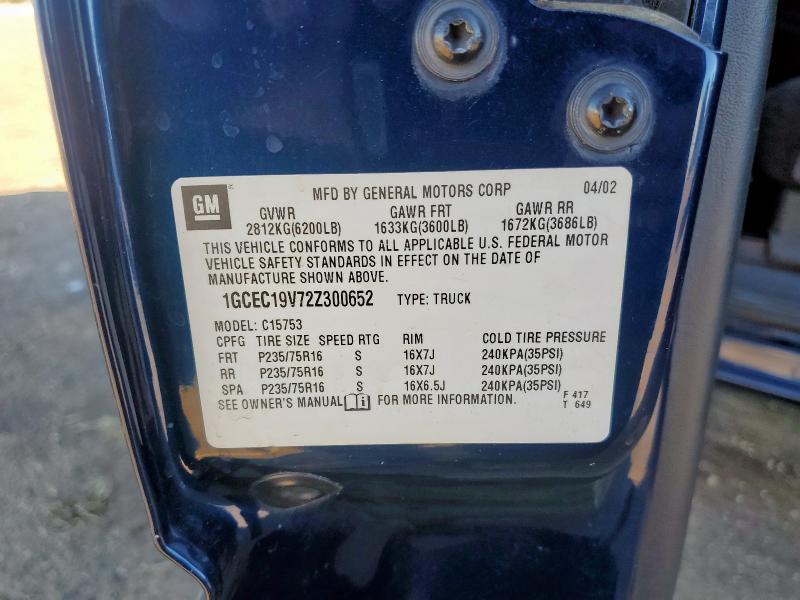 GM MFD BY GENERAL MOTORS CORP 04/02
GVWR GAWR FRT GAWR RR
2812KG(6200LB) 1633KG(3600LB) 1672KG(3686LB)
THIS VEHICLE CONFORMS TO ALL APPLICABLE U.S. FEDERAL MOTOR
VEHICLE SAFETY STANDARDS IN EFFECT ON THE DATE OF
MANUFACTURE SHOWN ABOVE.
1GCEC19V72Z300652 TYPE: TRUCK
MODEL: C15753
CPFG TIRE SIZE SPEED RTG RIM COLD TIRE PRESSURE
FRT P235/75R16 S 16X7J 240KPA(35PSI)
RR P235/75R16 S 16X7J 240KPA(35PSI)
SPA P235/75R16 S 16X6.5J 240KPA(35PSI)
SEE OWNER'S MANUAL i FOR MORE INFORMATION.
F 417
T 649